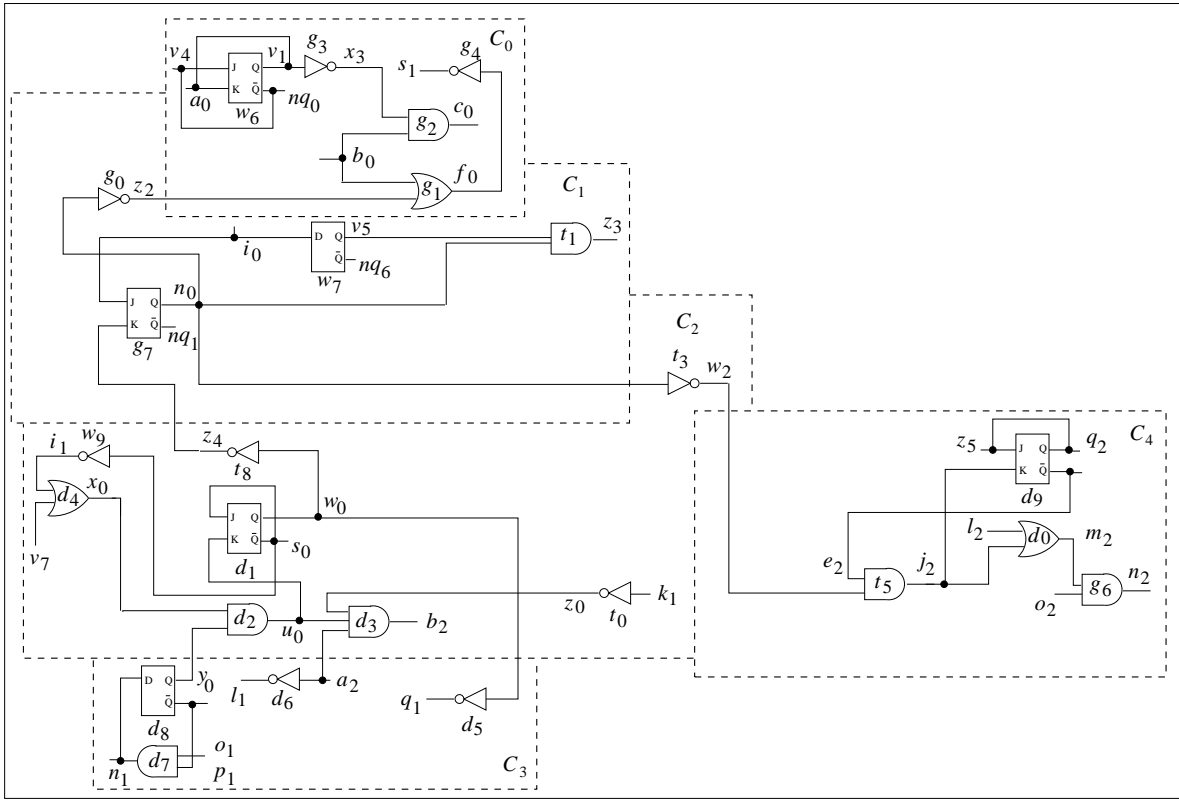 C₀
v₄ v₁ g₃ x₃ s₁ g₄
J Q
K Q̄
a₀ w₆ nq₀
g₂ c₀
b₀ f₀
g₁
C₁
g₀ z₂
D Q v₅ t₁ z₃
i₀ Q̄ nq₆
w₇
n₀
J Q
K Q̄ nq₁
g₇
C₂
t₃ w₂
C₄
z₅ J Q q₂
K Q̄
d₉
l₂ d₀ m₂
e₂ t₅ j₂
o₂ g₆ n₂
i₁ w₉ z₄
t₈
d₄ x₀
w₀
J Q
K Q̄ s₀
d₁
v₇
z₀ t₀ k₁
d₂ u₀ d₃ b₂
D Q y₀
Q̄
d₈
l₁ d₆ a₂
q₁ d₅
n₁ d₇ o₁
p₁
C₃